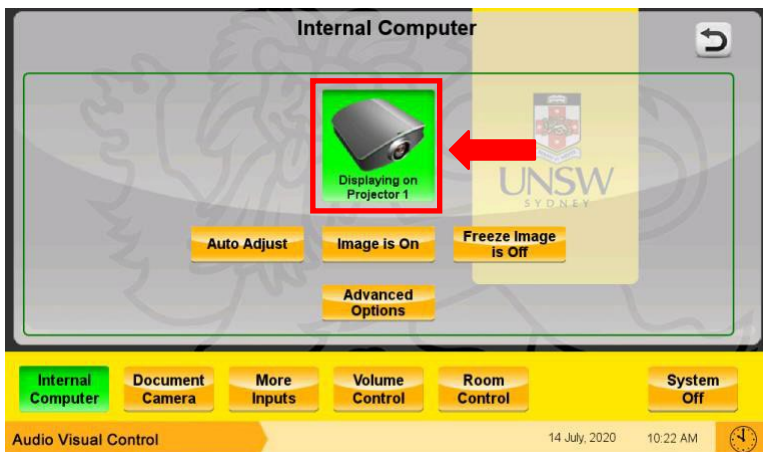 Internal Computer
Displaying on
Projector 1
UNSW
SYDNEY
Auto Adjust
Image is On
Freeze Image
is Off
Advanced
Options
Internal
Computer
Document
Camera
More
Inputs
Volume
Control
Room
Control
System
Off
Audio Visual Control
14 July, 2020
10:22 AM